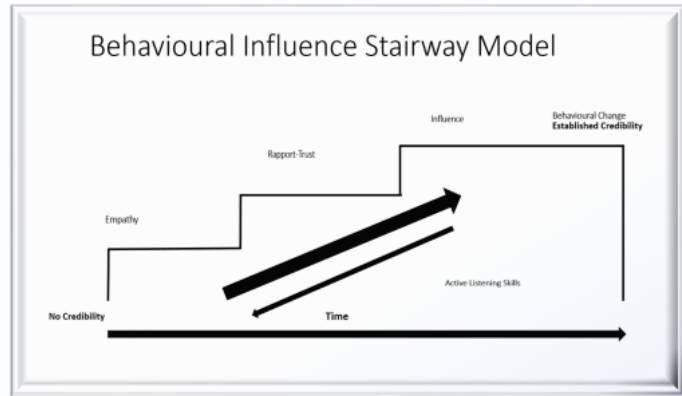 Behavioural Influence Stairway Model
Influence
Behavioural Change
Established Credibility
Rapport-Trust
Empathy
Active Listening Skills
No Credibility
Time